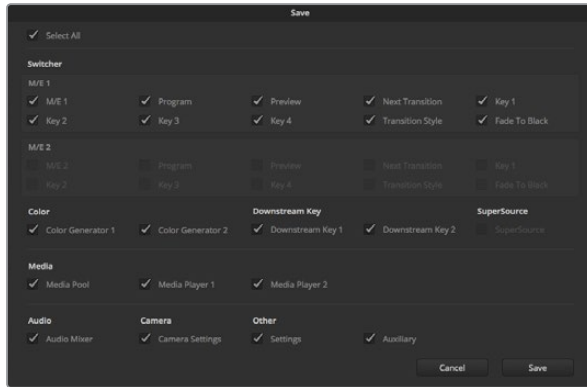 Save
Select All
Switcher
M/E 1
M/E 1 Program Preview Next Transition Key 1
Key 2 Key 3 Key 4 Transition Style Fade To Black
M/E 2
M/E 2 Program Preview Next Transition Key 1
Key 2 Key 3 Key 4 Transition Style Fade To Black
Color Downstream Key SuperSource
Color Generator 1 Color Generator 2 Downstream Key 1 Downstream Key 2 SuperSource
Media
Media Pool Media Player 1 Media Player 2
Audio Camera Other
Audio Mixer Camera Settings Settings Auxiliary
Cancel Save